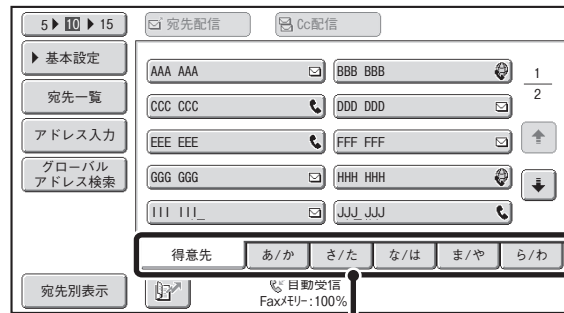 5 10 15
宛先配信
Cc配信
基本設定
宛先一覧
アドレス入力
グローバル
アドレス検索
AAA AAA
BBB BBB
CCC CCC
DDD DDD
EEE EEE
FFF FFF
GGG GGG
HHH HHH
III III_
JJJ_JJJ
1
2
得意先
あ/か
さ/た
な/は
ま/や
ら/わ
宛先別表示
自動受信
Faxメモリー:100%